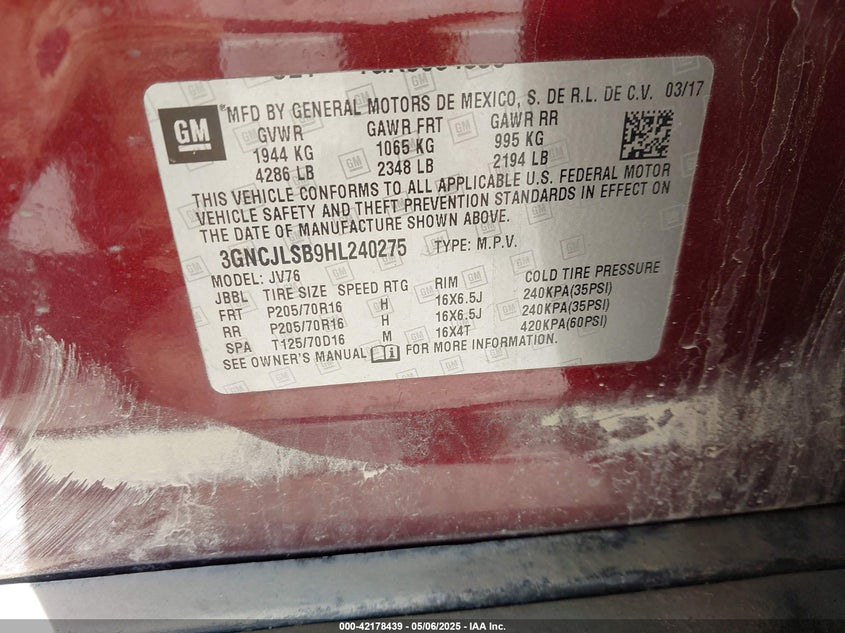 GM
*MFD BY GENERAL MOTORS DE MEXICO, S. DE R.L. DE C.V. 03/17
GVWR GAWR FRT GAWR RR
1944 KG 1065 KG 995 KG
4286 LB 2348 LB 2194 LB
THIS VEHICLE CONFORMS TO ALL APPLICABLE U.S. FEDERAL MOTOR
VEHICLE SAFETY AND THEFT PREVENTION STANDARDS IN EFFECT ON
THE DATE OF MANUFACTURE SHOWN ABOVE.
3GNCJLSB9HL240275 TYPE: M.P.V.
MODEL: JV76
JBBL TIRE SIZE SPEED RTG RIM COLD TIRE PRESSURE
FRT P205/70R16 H 16X6.5J 240KPA(35PSI)
RR P205/70R16 H 16X6.5J 240KPA(35PSI)
SPA T125/70D16 M 16X4T 420KPA(60PSI)
SEE OWNER'S MANUAL FOR MORE INFORMATION.
000-42178439 - 05/06/2025 - IAA Inc.